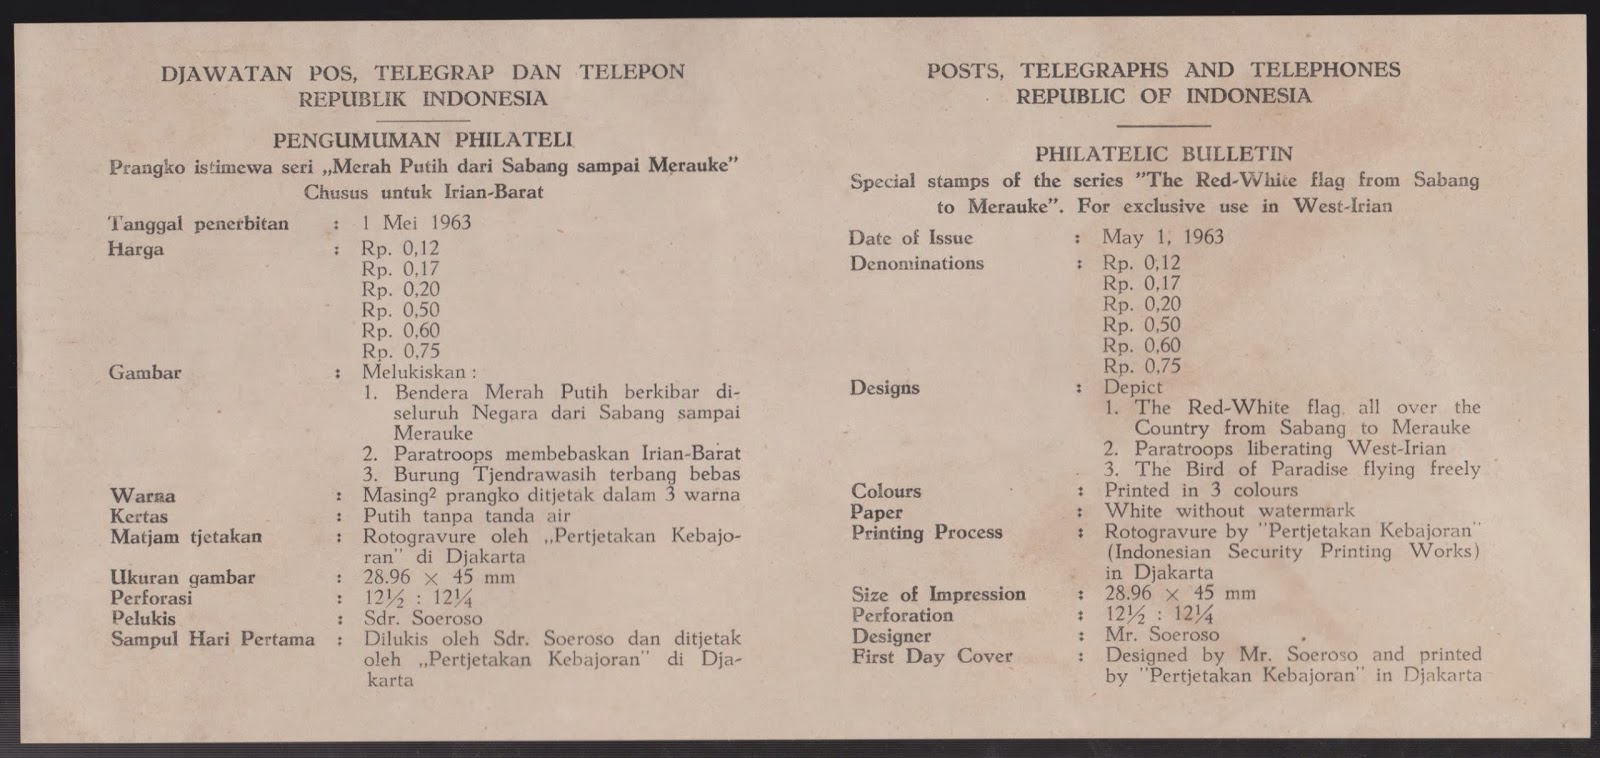 DJAWATAN POS, TELEGRAP DAN TELEPON
REPUBLIK INDONESIA
PENGUMUMAN PHILATELI
Prangko istimewa seri „Merah Putih dari Sabang sampai Merauke”
Chusus untuk Irian-Barat
Tanggal penerbitan : 1 Mei 1963
Harga : Rp. 0,12
Rp. 0,17
Rp. 0,20
Rp. 0,50
Rp. 0,60
Rp. 0,75
Gambar : Melukiskan :
1. Bendera Merah Putih berkibar di-
seluruh Negara dari Sabang sampai
Merauke
2. Paratroops membebaskan Irian-Barat
3. Burung Tjendrawasih terbang bebas
Warna : Masing² prangko ditjetak dalam 3 warna
Kertas : Putih tanpa tanda air
Matjam tjetakan : Rotogravure oleh „Pertjetakan Kebajo-
ran” di Djakarta
Ukuran gambar : 28.96 × 45 mm
Perforasi : 12½ : 12¼
Pelukis : Sdr. Soeroso
Sampul Hari Pertama : Dilukis oleh Sdr. Soeroso dan ditjetak
oleh „Pertjetakan Kebajoran” di Dja-
karta
POSTS, TELEGRAPHS AND TELEPHONES
REPUBLIC OF INDONESIA
PHILATELIC BULLETIN
Special stamps of the series ”The Red-White flag from Sabang
to Merauke”. For exclusive use in West-Irian
Date of Issue : May 1, 1963
Denominations : Rp. 0,12
Rp. 0,17
Rp. 0,20
Rp. 0,50
Rp. 0,60
Rp. 0,75
Designs : Depict
1. The Red-White flag. all over the
Country from Sabang to Merauke
2. Paratroops liberating West-Irian
3. The Bird of Paradise flying freely
Colours : Printed in 3 colours
Paper : White without watermark
Printing Process : Rotogravure by ”Pertjetakan Kebajoran”
(Indonesian Security Printing Works)
in Djakarta
Size of Impression : 28.96 × 45 mm
Perforation : 12½ : 12¼
Designer : Mr. Soeroso
First Day Cover : Designed by Mr. Soeroso and printed
by ”Pertjetakan Kebajoran” in Djakarta